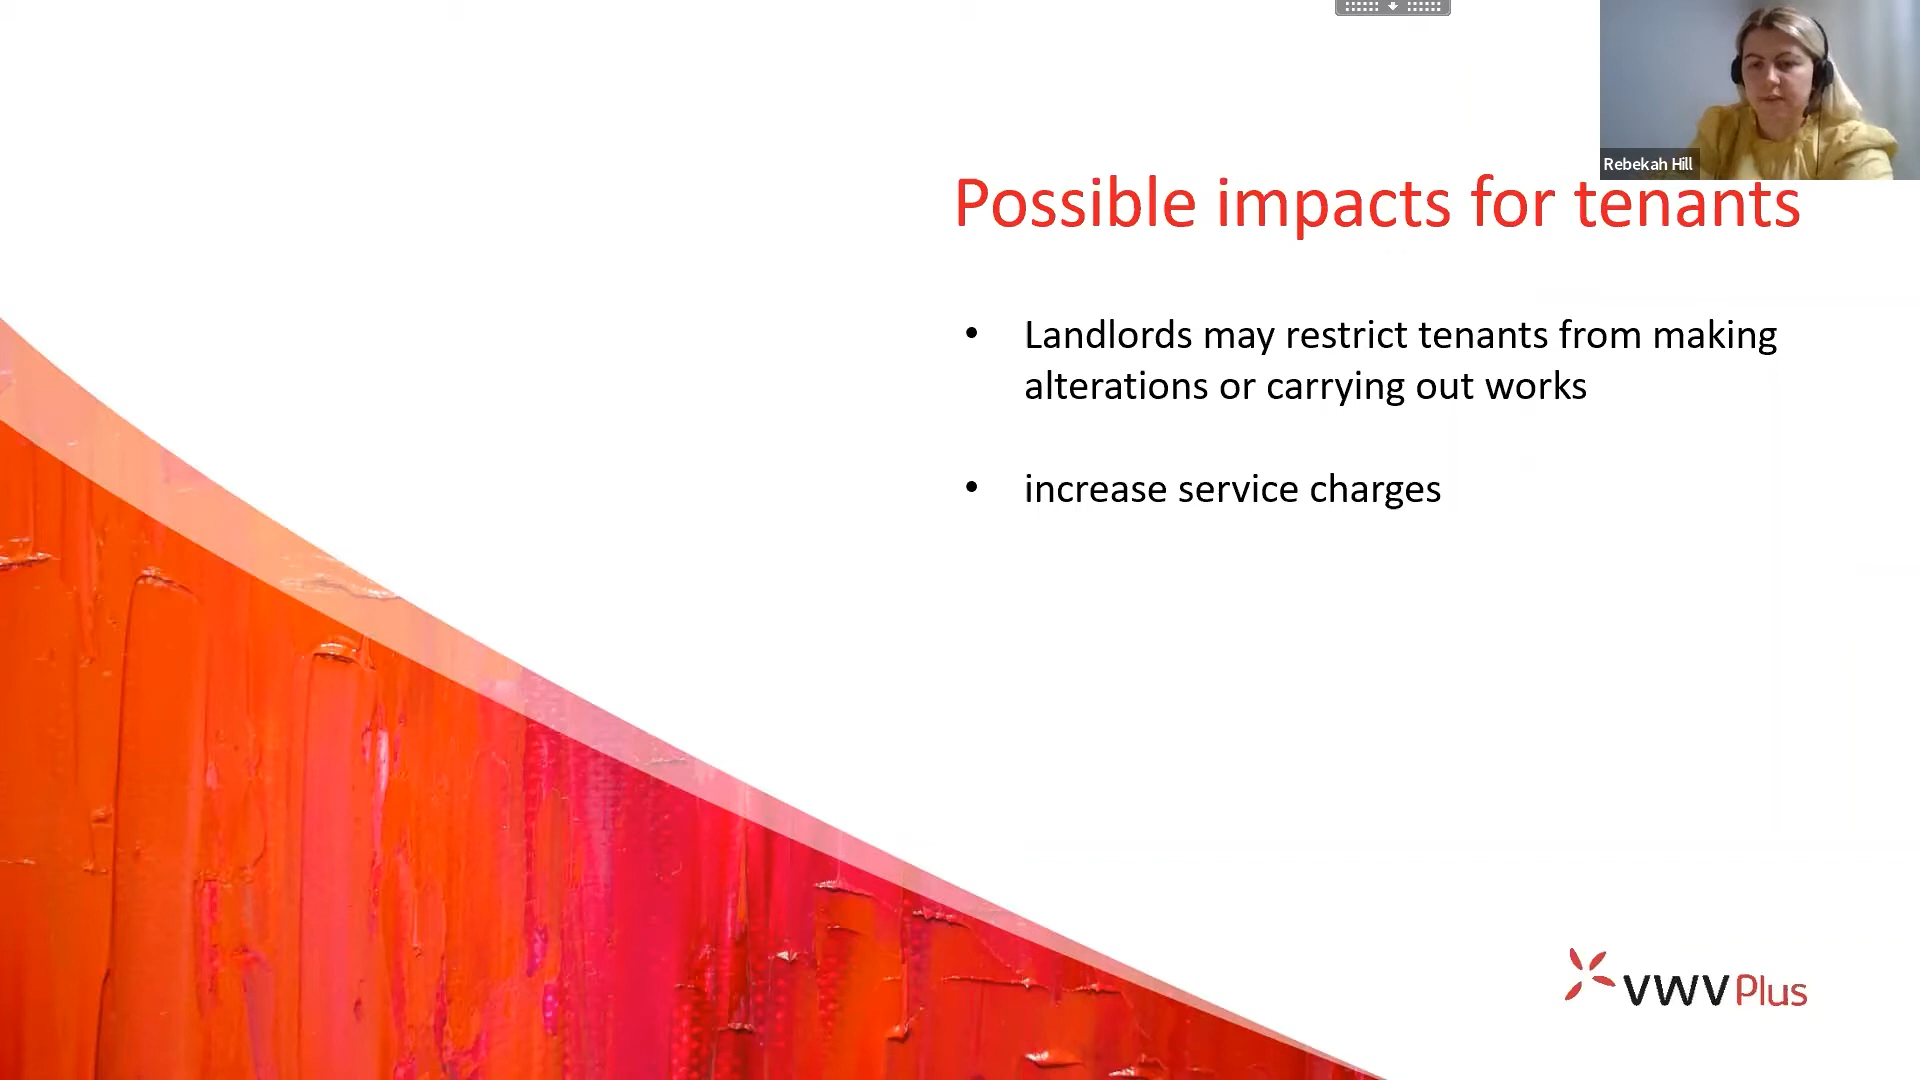 Rebekah Hill
Possible impacts for tenants
• Landlords may restrict tenants from making
alterations or carrying out works
• increase service charges
VWV Plus